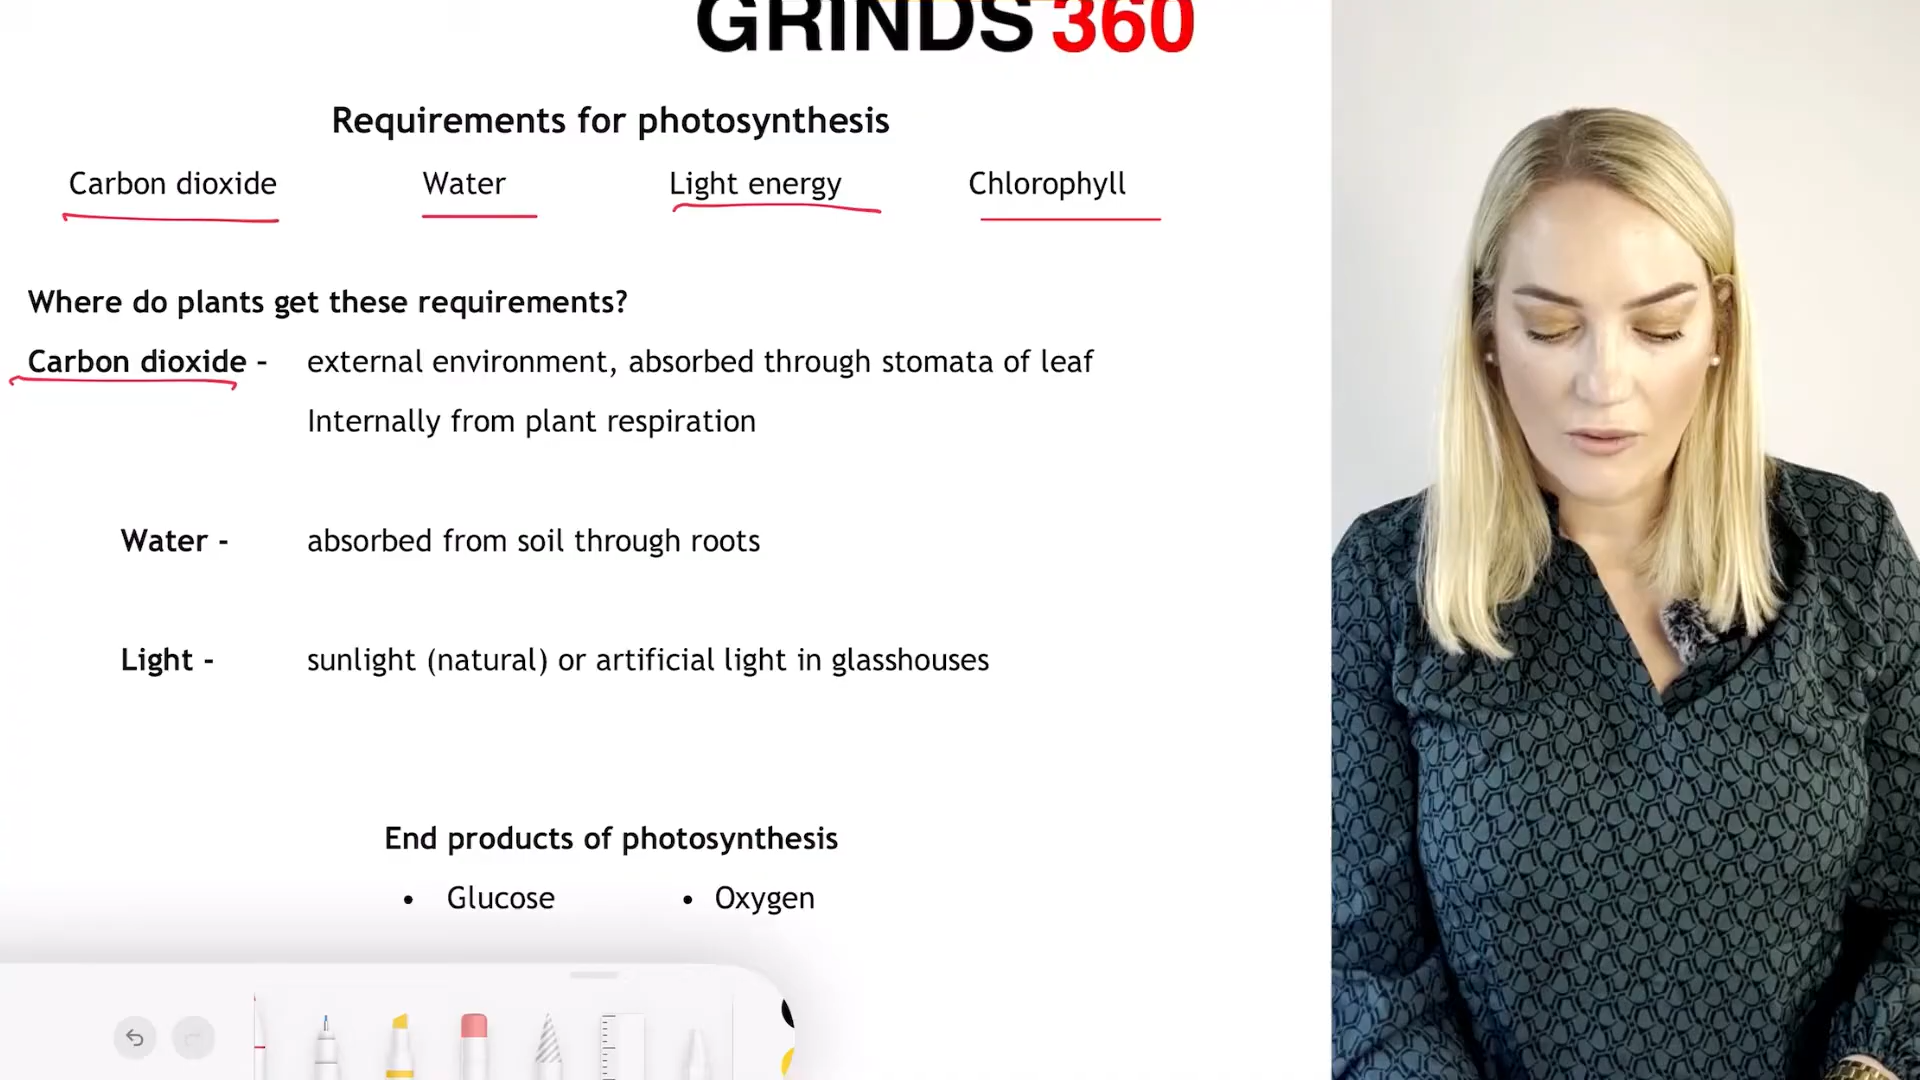 GRINDS 360
Requirements for photosynthesis
Carbon dioxide Water Light energy Chlorophyll
Where do plants get these requirements?
Carbon dioxide - external environment, absorbed through stomata of leaf
Internally from plant respiration
Water - absorbed from soil through roots
Light - sunlight (natural) or artificial light in glasshouses
End products of photosynthesis
• Glucose • Oxygen